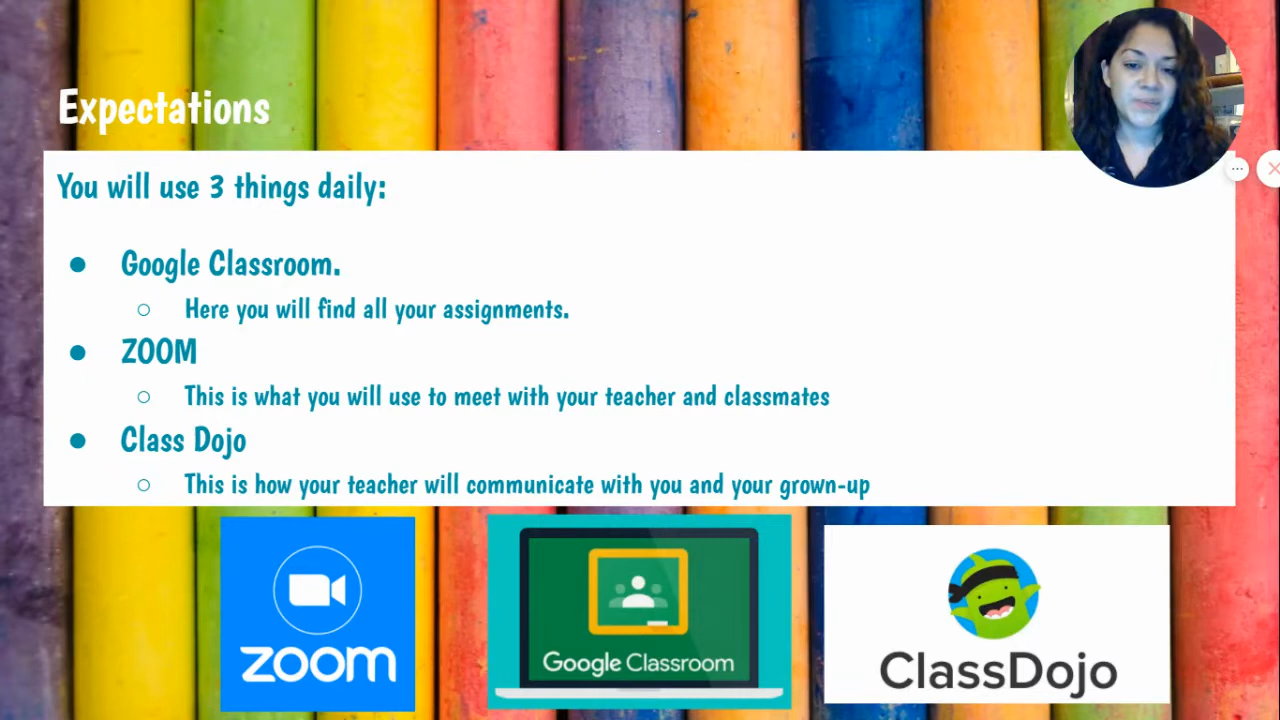 Expectations
You will use 3 things daily:
● Google Classroom.
○ Here you will find all your assignments.
● ZOOM
○ This is what you will use to meet with your teacher and classmates
● Class Dojo
○ This is how your teacher will communicate with you and your grown-up
zoom
Google Classroom
ClassDojo